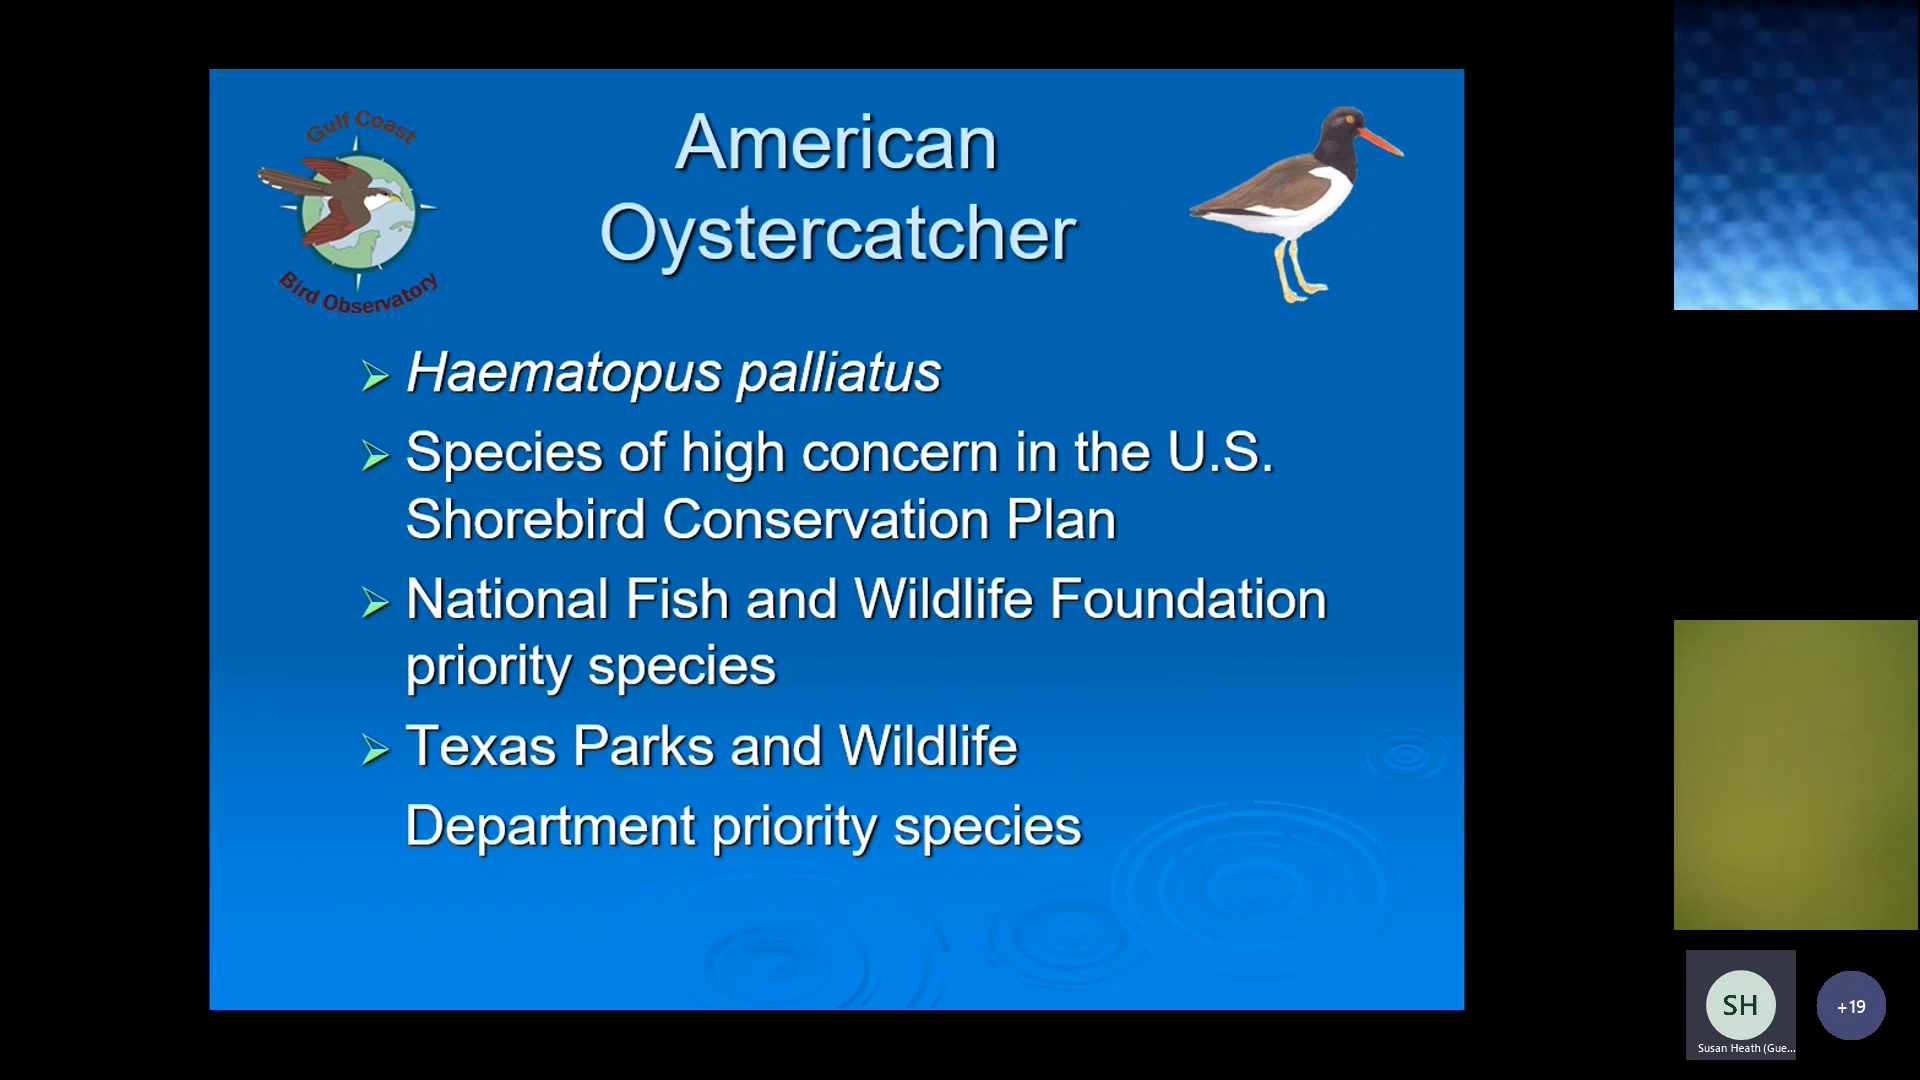 Gulf Coast
Bird Observatory
American
Oystercatcher
Haematopus palliatus
Species of high concern in the U.S.
Shorebird Conservation Plan
National Fish and Wildlife Foundation
priority species
Texas Parks and Wildlife
Department priority species
SH
Susan Heath (Gue...
+19